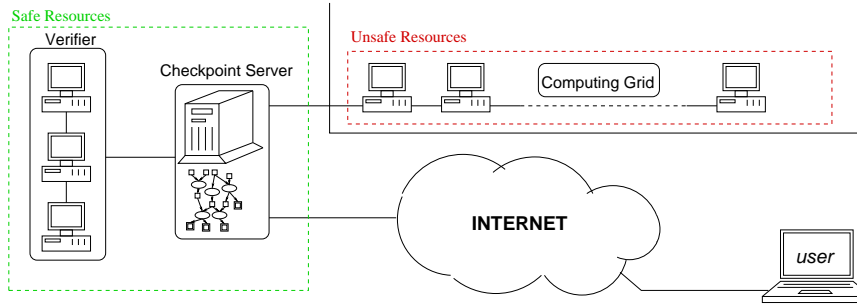 Safe Resources
Verifier
Checkpoint Server
Unsafe Resources
Computing Grid
INTERNET
user